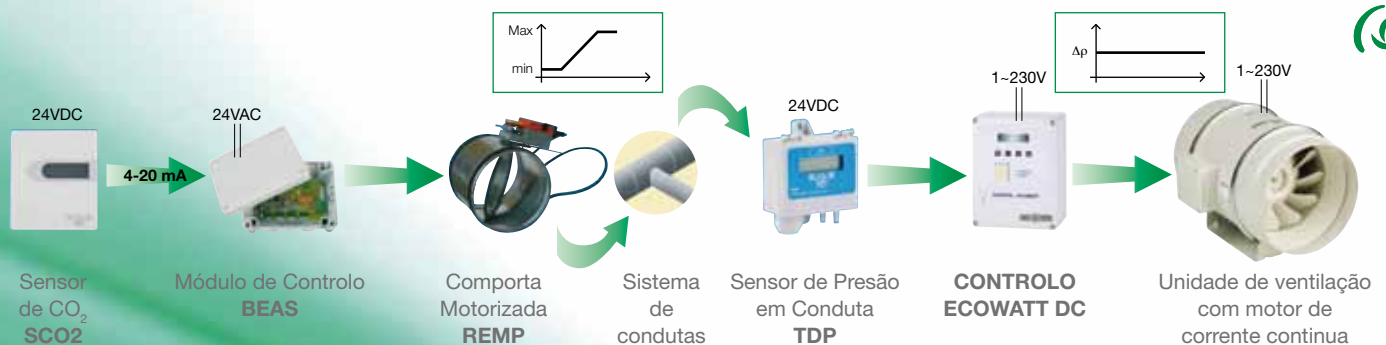 Max
min
Δρ
24VDC
24VAC
4-20 mA
24VDC
1~230V
1~230V
Sensor
de CO2
SCO2
Módulo de Controlo
BEAS
Comporta
Motorizada
REMP
Sistema
de
condutas
Sensor de Presão
em Conduta
TDP
CONTROLO
ECOWATT DC
Unidade de ventilação
com motor de
corrente continua